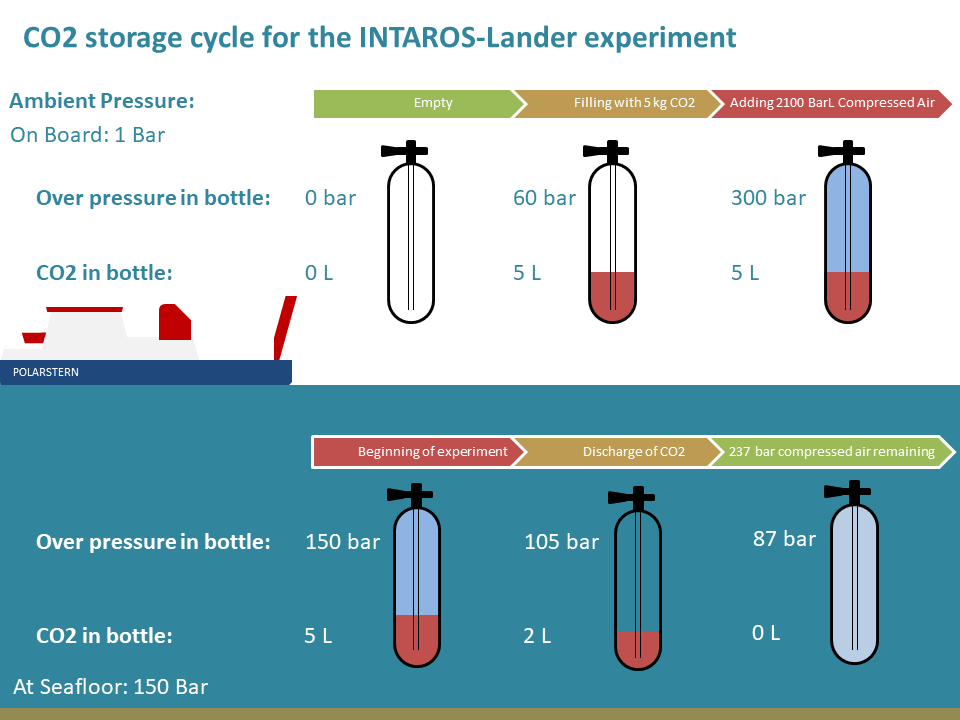 CO2 storage cycle for the INTAROS-Lander experiment
Ambient Pressure:
Empty
Filling with 5 kg CO2
Adding 2100 BarL Compressed Air
On Board: 1 Bar
Over pressure in bottle:
0 bar
60 bar
300 bar
CO2 in bottle:
0 L
5 L
5 L
POLARSTERN
Beginning of experiment
Discharge of CO2
237 bar compressed air remaining
Over pressure in bottle:
150 bar
105 bar
87 bar
CO2 in bottle:
5 L
2 L
0 L
At Seafloor: 150 Bar